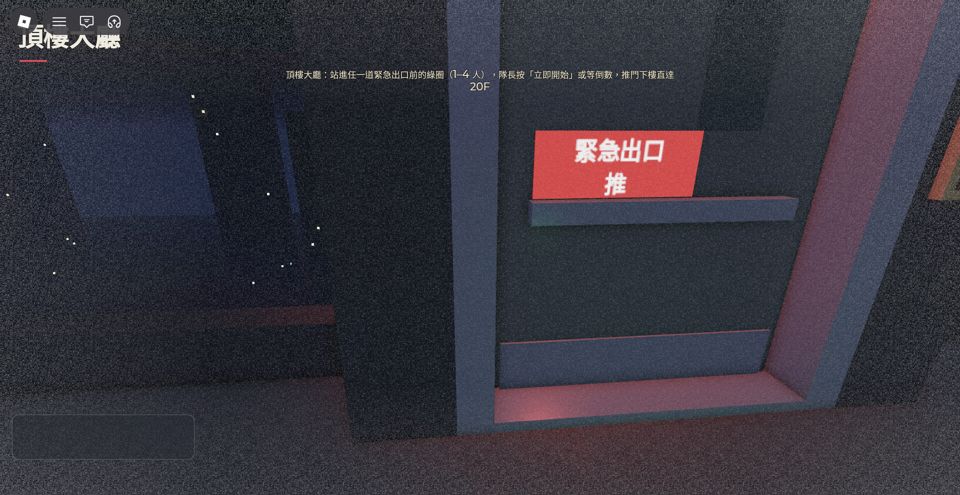 頂樓大廳
頂樓大廳：站進任一道緊急出口前的綠圈（1–4 人），隊長按「立即開始」或等倒數，推門下樓直達
20F
緊急出口
推